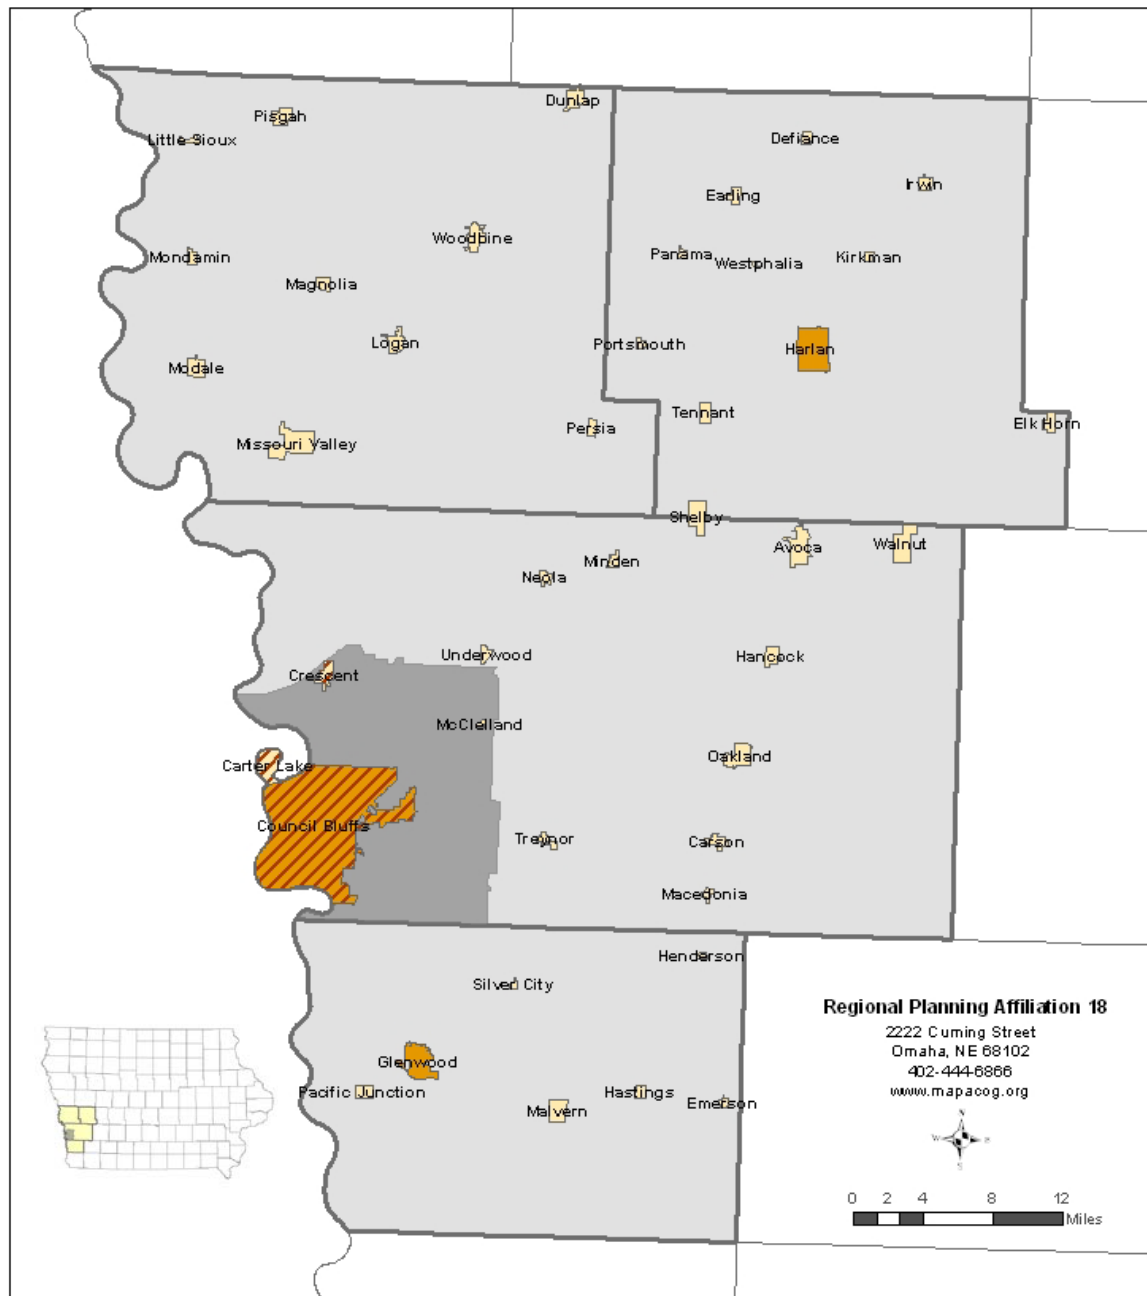 Dunlap
Pisgah
Little Sioux
Defiance
Irwin
Earling
Woodbine
Mondamin
Panama
Westphalia
Kirkman
Magnolia
Logan
Portsmouth
Harlan
Modale
Tennant
Elk Horn
Persia
Missouri Valley
Shelby
Avoca
Walnut
Minden
Neola
Underwood
Hancock
Crescent
McClelland
Oakland
Carter Lake
Council Bluffs
Treynor
Carson
Macedonia
Henderson
Silver City
Glenwood
Pacific Junction
Hastings
Malvern
Emerson
Regional Planning Affiliation 18
2222 Cuming Street
Omaha, NE 68102
402-444-6866
www.mapacog.org
N
W E
S
0 2 4 8 12
Miles